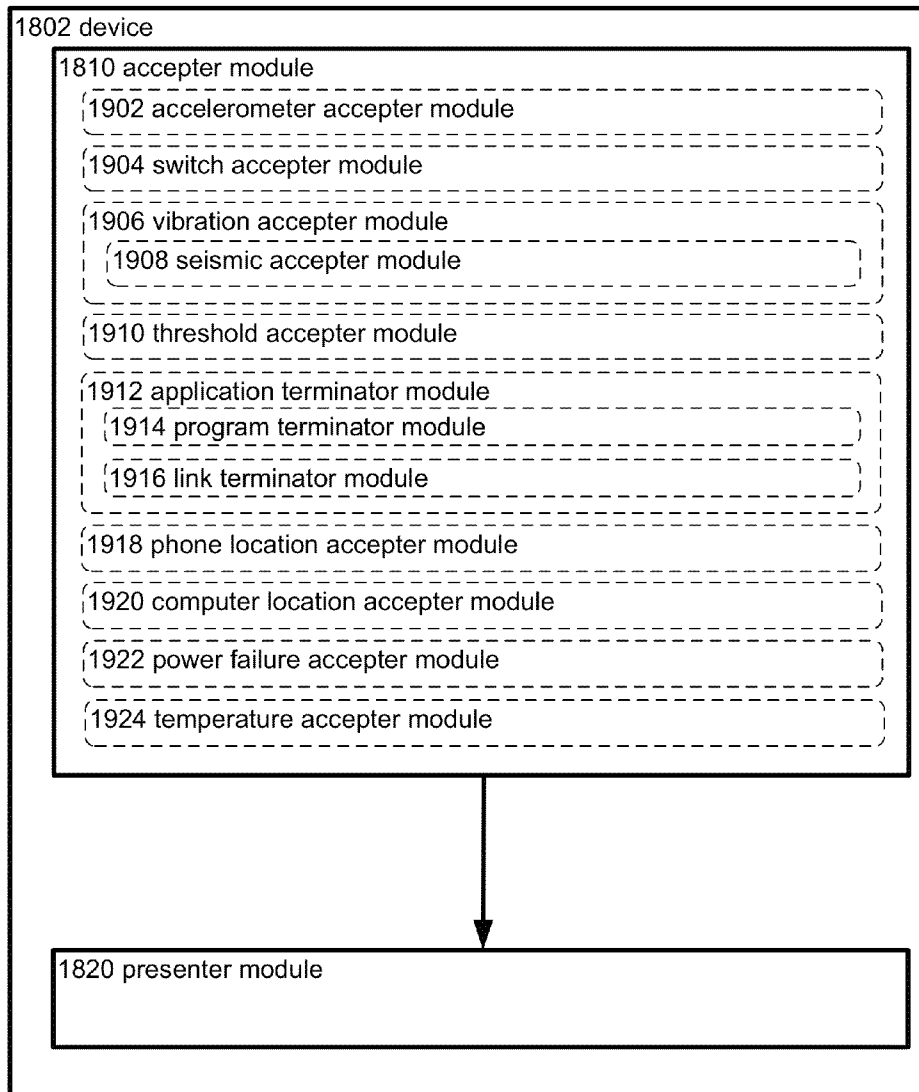 1802 device
1810 accepter module
1902 accelerometer accepter module
1904 switch accepter module
1906 vibration accepter module
1908 seismic accepter module
1910 threshold accepter module
1912 application terminator module
1914 program terminator module
1916 link terminator module
1918 phone location accepter module
1920 computer location accepter module
1922 power failure accepter module
1924 temperature accepter module
1820 presenter module